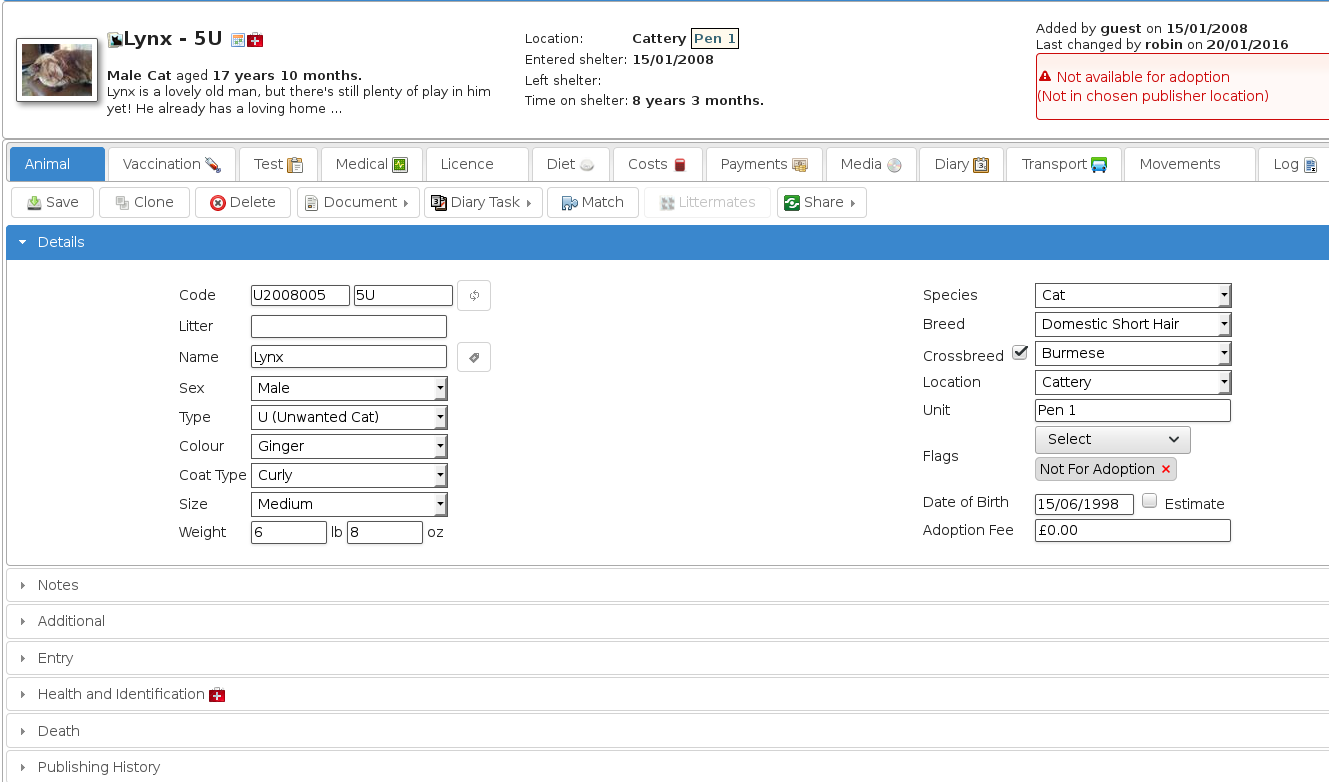 Lynx - 5U
Male Cat aged 17 years 10 months.
Lynx is a lovely old man, but there's still plenty of play in him
yet! He already has a loving home ...
Location: Cattery Pen 1
Entered shelter: 15/01/2008
Left shelter:
Time on shelter: 8 years 3 months.
Added by guest on 15/01/2008
Last changed by robin on 20/01/2016
Not available for adoption
(Not in chosen publisher location)
Animal Vaccination Test Medical Licence Diet Costs Payments Media Diary Transport Movements Log
Save Clone Delete Document Diary Task Match Littermates Share
Details
Code U2008005 5U
Litter
Name Lynx
Sex Male
Type U (Unwanted Cat)
Colour Ginger
Coat Type Curly
Size Medium
Weight 6 lb 8 oz
Species Cat
Breed Domestic Short Hair
Crossbreed Burmese
Location Cattery
Unit Pen 1
Select
Flags
Not For Adoption
Date of Birth 15/06/1998 Estimate
Adoption Fee £0.00
Notes
Additional
Entry
Health and Identification
Death
Publishing History